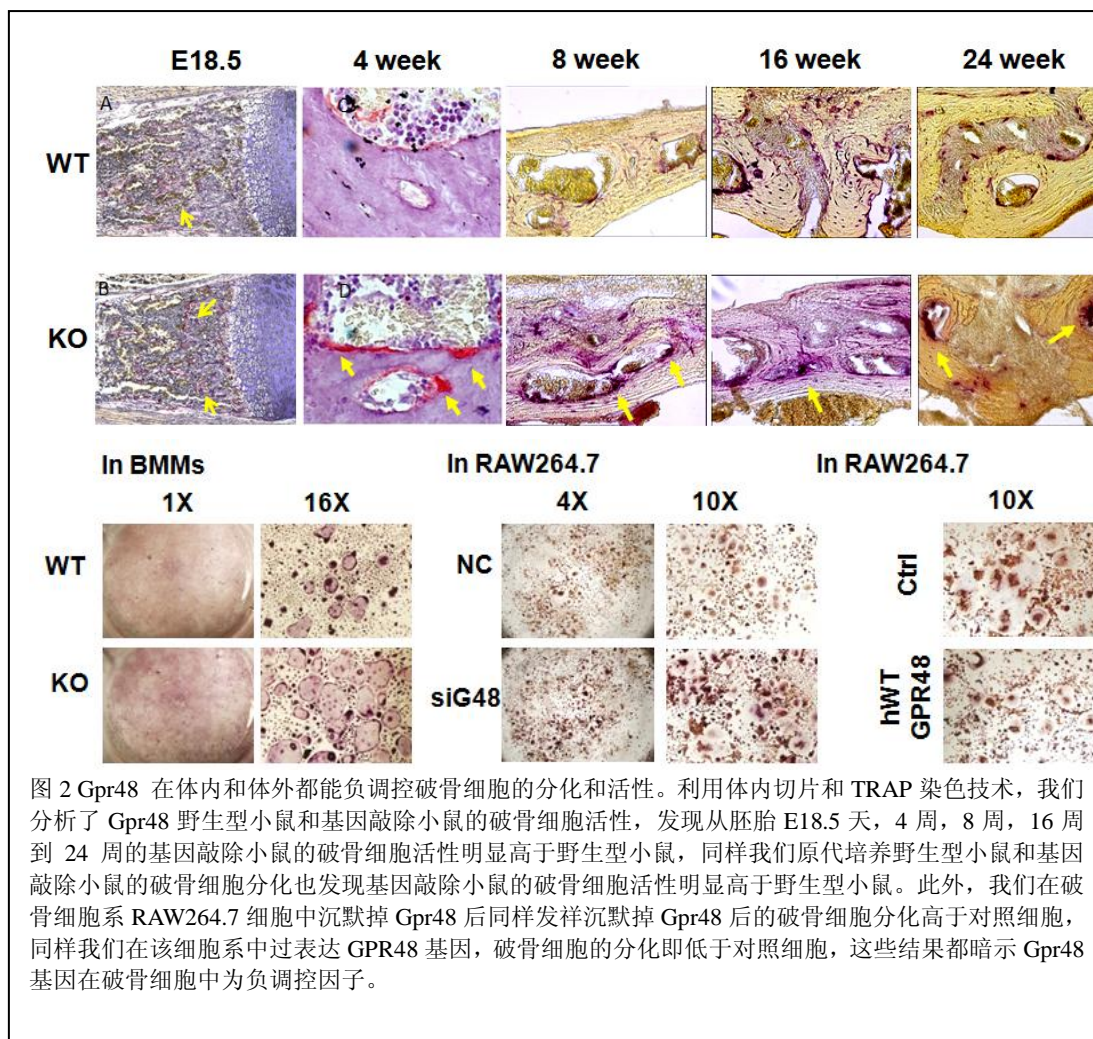 E18.5 4 week 8 week 16 week 24 week
A C
WT
B D
KO
In BMMs In RAW264.7 In RAW264.7
1X 16X 4X 10X 10X
WT NC Ctrl
KO siG48 hWT GPR48
图 2 Gpr48 在体内和体外都能负调控破骨细胞的分化和活性。利用体内切片和 TRAP 染色技术，我们
分析了 Gpr48 野生型小鼠和基因敲除小鼠的破骨细胞活性，发现从胚胎 E18.5 天，4 周，8 周，16 周
到 24 周的基因敲除小鼠的破骨细胞活性明显高于野生型小鼠，同样我们原代培养野生型小鼠和基因
敲除小鼠的破骨细胞分化也发现基因敲除小鼠的破骨细胞活性明显高于野生型小鼠。此外，我们在破
骨细胞系 RAW264.7 细胞中沉默掉 Gpr48 后同样发祥沉默掉 Gpr48 后的破骨细胞分化高于对照细胞，
同样我们在该细胞系中过表达 GPR48 基因，破骨细胞的分化即低于对照细胞，这些结果都暗示 Gpr48
基因在破骨细胞中为负调控因子。